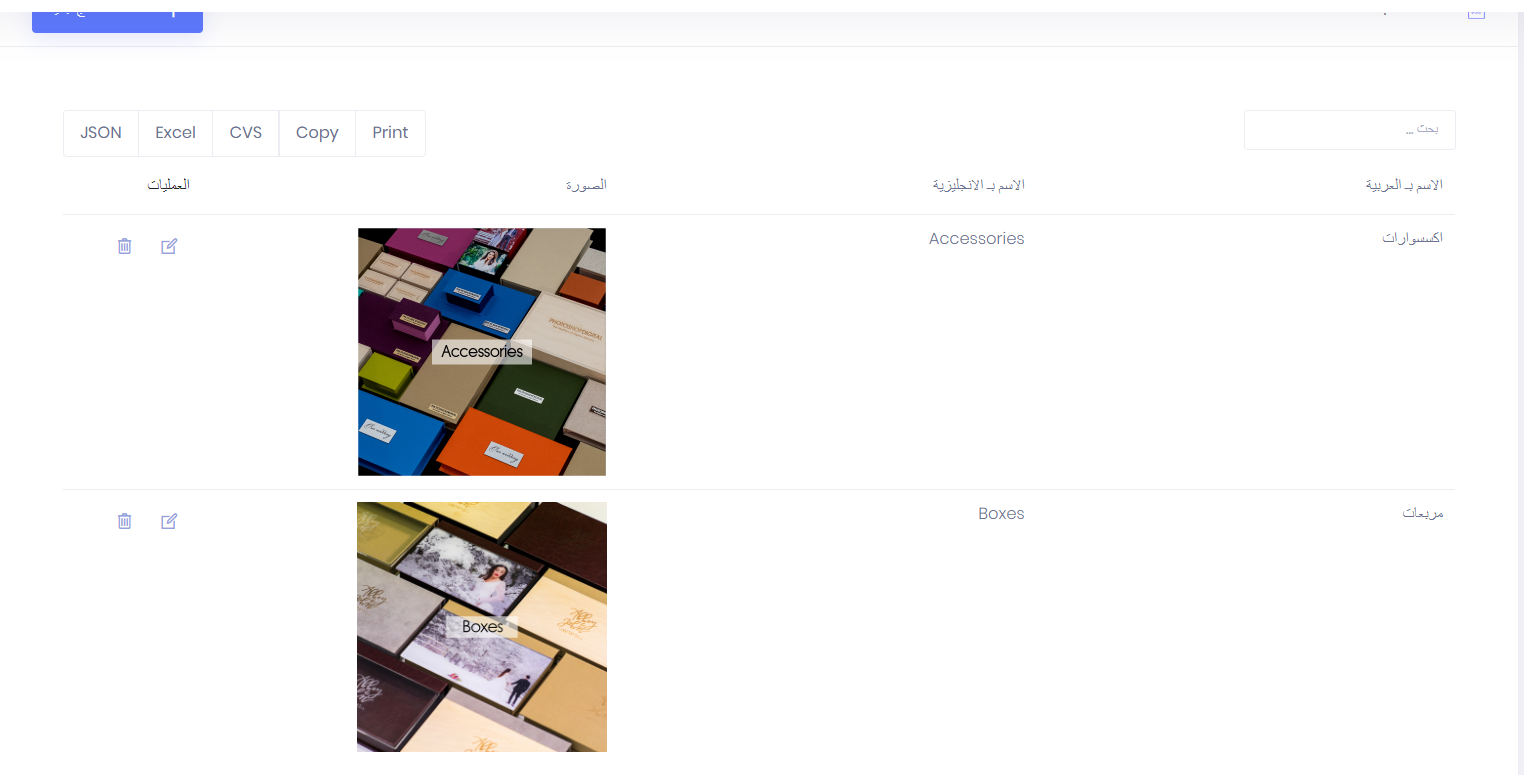 JSON Excel CVS Copy Print
بحث ...
الاسم بـ العربية
الاسم بـ الانجليزية
الصورة
العمليات
اكسسوارات
Accessories
Accessories
مربعات
Boxes
Boxes